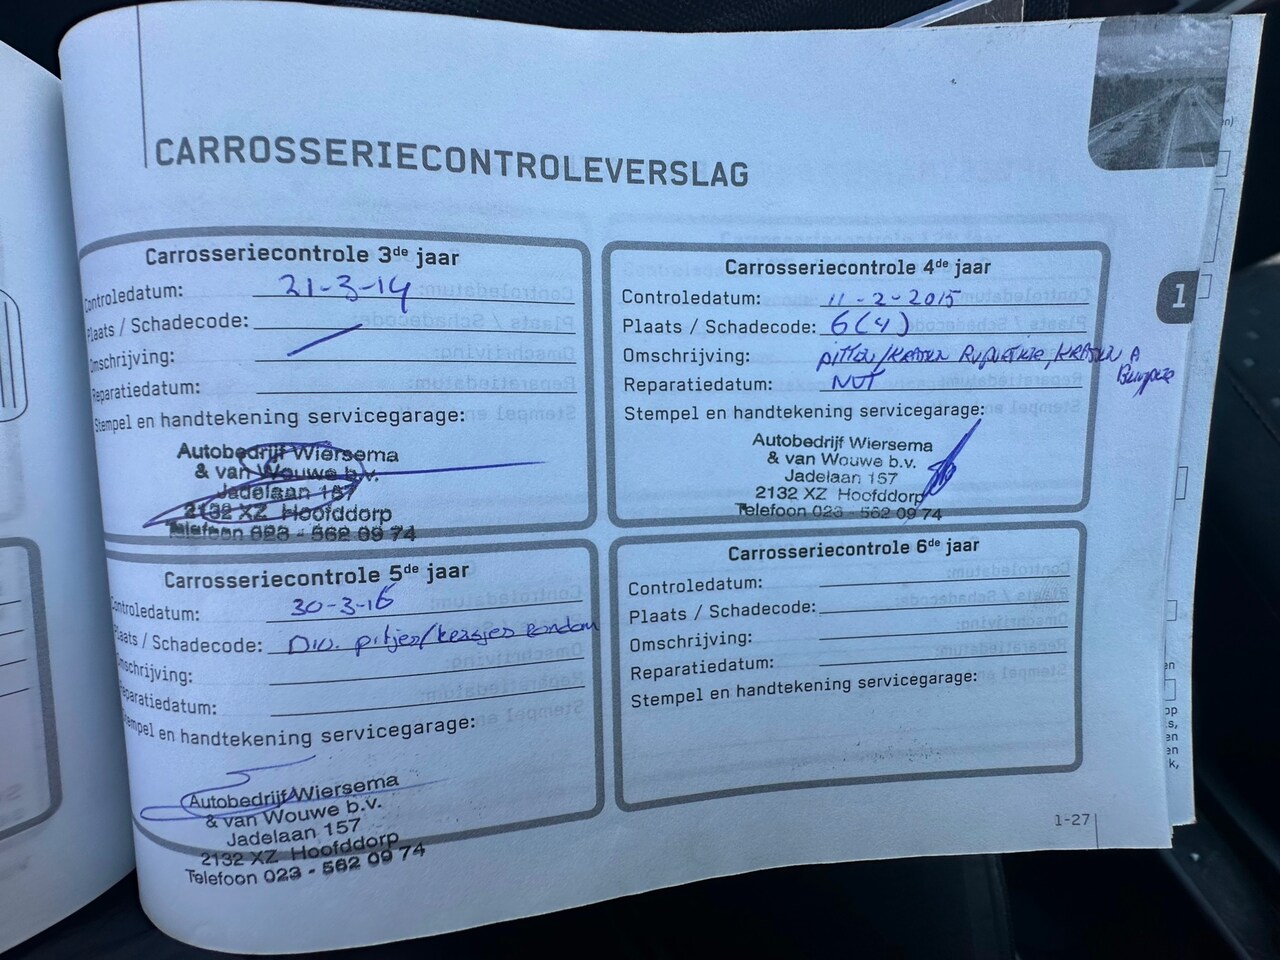 CARROSSERIECONTROLEVERSLAG
Carrosseriecontrole 3de jaar
Controledatum: 21-3-14
Plaats / Schadecode:
Omschrijving:
Reparatiedatum:
Stempel en handtekening servicegarage:
Autobedrijf Wiersema
& van Wouwe b.v.
Jadelaan 157
2132 XZ Hoofddorp
Telefoon 023 - 562 09 74
Carrosseriecontrole 4de jaar
Controledatum: 11-2-2015
Plaats / Schadecode: 6(4)
Omschrijving: / /
Reparatiedatum: NVT
Stempel en handtekening servicegarage:
Autobedrijf Wiersema
& van Wouwe b.v.
Jadelaan 157
2132 XZ Hoofddorp
Telefoon 023 - 562 09 74
Carrosseriecontrole 5de jaar
Controledatum: 30-3-16
Plaats / Schadecode: Div. pitjes/krasjes rondom
mschrijving:
paratiedatum:
tempel en handtekening servicegarage:
Autobedrijf Wiersema
& van Wouwe b.v.
Jadelaan 157
2132 XZ Hoofddorp
Telefoon 023 - 562 09 74
Carrosseriecontrole 6de jaar
Controledatum:
Plaats / Schadecode:
Omschrijving:
Reparatiedatum:
Stempel en handtekening servicegarage:
1
1-27